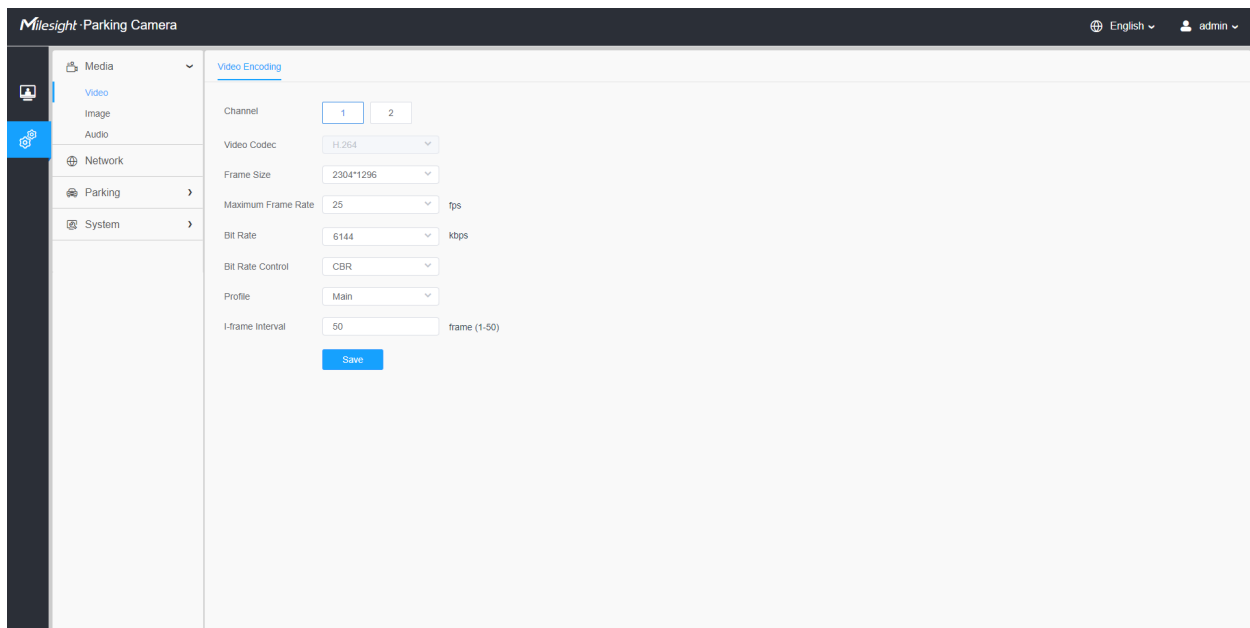 Milesight·Parking Camera
English
admin
Media
Video
Image
Audio
Network
Parking
System
Video Encoding
Channel 1 2
Video Codec H.264
Frame Size 2304*1296
Maximum Frame Rate 25 fps
Bit Rate 6144 kbps
Bit Rate Control CBR
Profile Main
I-frame Interval 50 frame (1-50)
Save